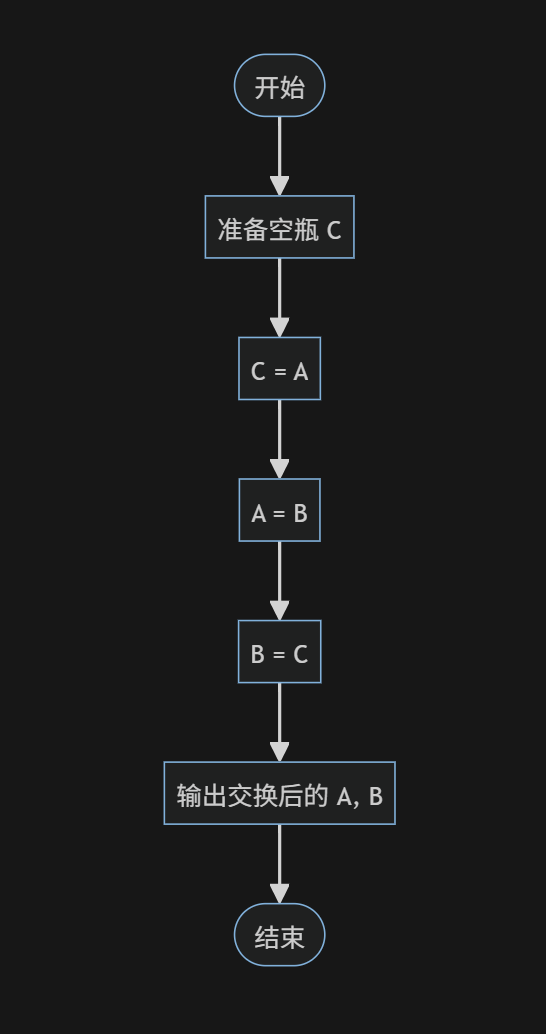 开始
准备空瓶 C
C = A
A = B
B = C
输出交换后的 A, B
结束